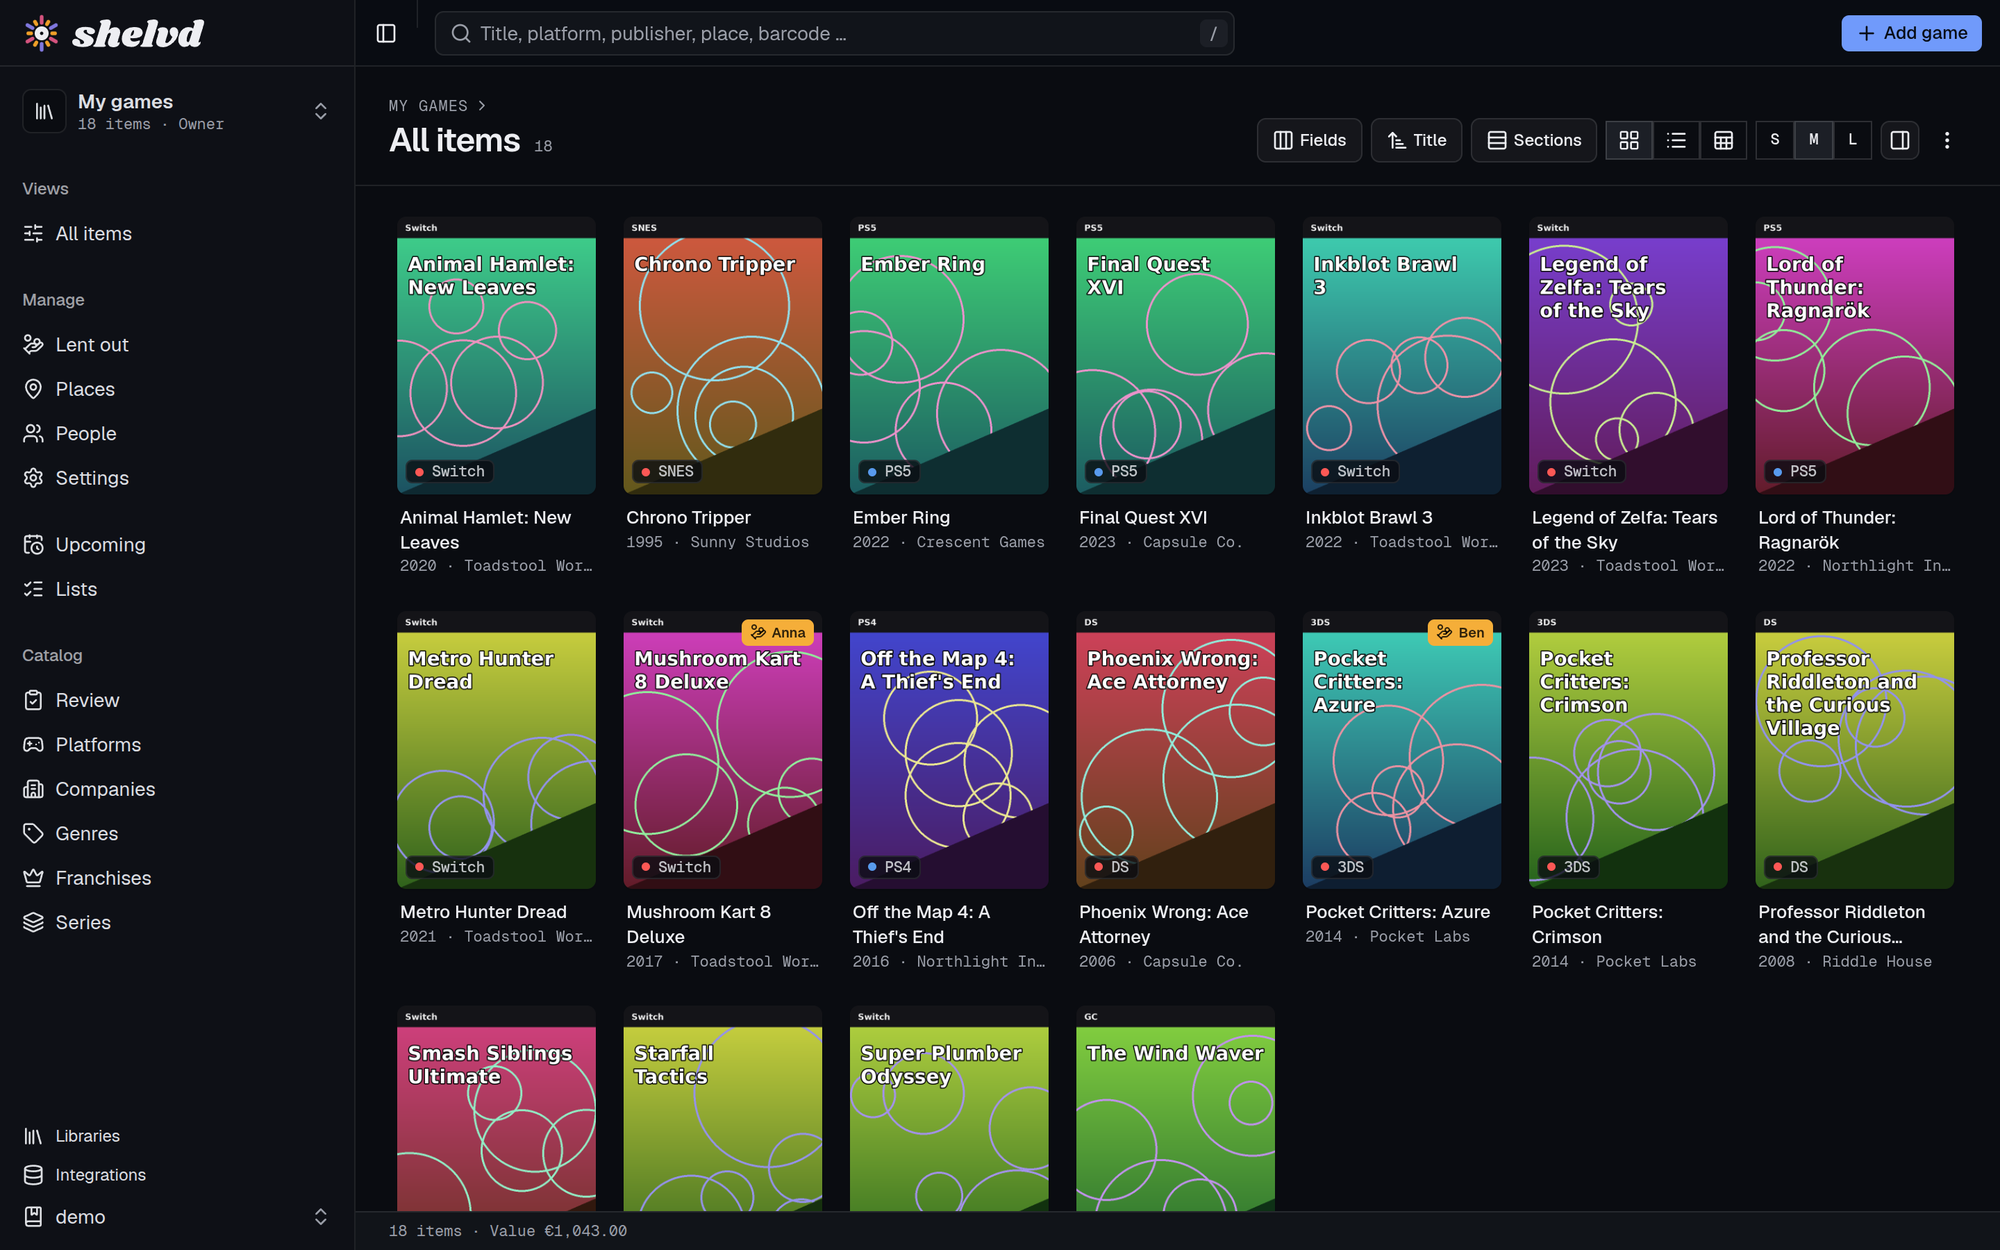 shelvd
Title, platform, publisher, place, barcode ...
/
Add game
My games
18 items · Owner
Views
All items
Manage
Lent out
Places
People
Settings
Upcoming
Lists
Catalog
Review
Platforms
Companies
Genres
Franchises
Series
Libraries
Integrations
demo
MY GAMES >
All items 18
Fields
Title
Sections
S
M
L
Switch
Animal Hamlet:
New Leaves
Switch
Animal Hamlet: New
Leaves
2020 · Toadstool Wor…
SNES
Chrono Tripper
SNES
Chrono Tripper
1995 · Sunny Studios
PS5
Ember Ring
PS5
Ember Ring
2022 · Crescent Games
PS5
Final Quest
XVI
PS5
Final Quest XVI
2023 · Capsule Co.
Switch
Inkblot Brawl
3
Switch
Inkblot Brawl 3
2022 · Toadstool Wor…
Switch
Legend of
Zelfa: Tears
of the Sky
Switch
Legend of Zelfa: Tears
of the Sky
2023 · Toadstool Wor…
PS5
Lord of
Thunder:
Ragnarök
PS5
Lord of Thunder:
Ragnarök
2022 · Northlight In…
Switch
Metro Hunter
Dread
Switch
Metro Hunter Dread
2021 · Toadstool Wor…
Switch
Anna
Mushroom Kart
8 Deluxe
Switch
Mushroom Kart 8
Deluxe
2017 · Toadstool Wor…
PS4
Off the Map 4:
A Thief's End
PS4
Off the Map 4: A
Thief's End
2016 · Northlight In…
DS
Phoenix Wrong:
Ace Attorney
DS
Phoenix Wrong: Ace
Attorney
2006 · Capsule Co.
3DS
Ben
Pocket
Critters:
Azure
3DS
Pocket Critters: Azure
2014 · Pocket Labs
3DS
Pocket
Critters:
Crimson
3DS
Pocket Critters:
Crimson
2014 · Pocket Labs
DS
Professor
Riddleton and
the Curious
Village
DS
Professor Riddleton
and the Curious…
2008 · Riddle House
Switch
Smash Siblings
Ultimate
Switch
Starfall
Tactics
Switch
Super Plumber
Odyssey
GC
The Wind Waver
18 items · Value €1,043.00